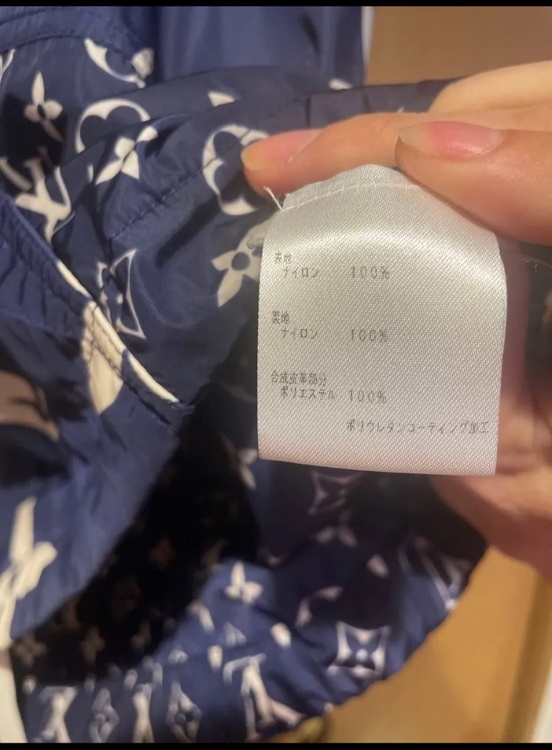 表地
ナイロン 100%
裏地
ナイロン 100%
合成皮革部分
ポリエステル 100%
ポリウレタンコーティング加工